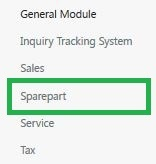 General Module
Inquiry Tracking System
Sales
Sparepart
Service
Tax